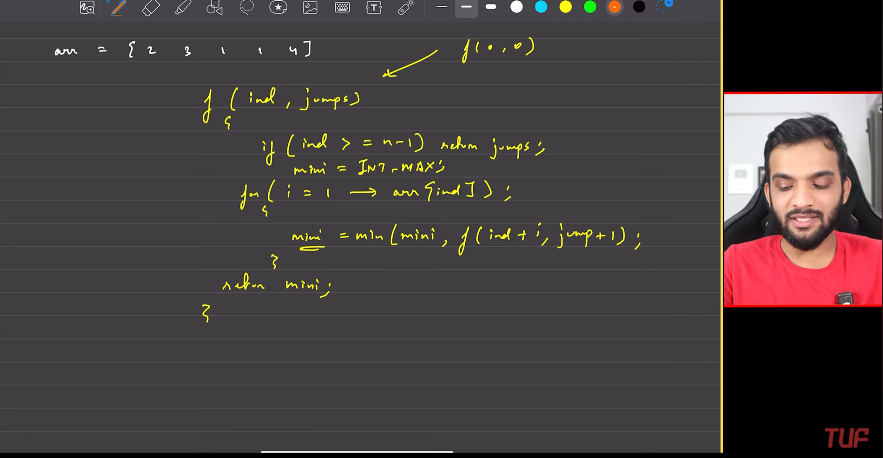 arr = { 2 3 1 1 4 ]
f(0, 0)
f (ind, jumps)
{
if (ind >= n-1) return jumps;
mini = INT_MAX;
for( i = 1 → arr[ind]) ;
{
mini = min(mini, f(ind+i, jump+1) ;
}
return mini;
}
TUF